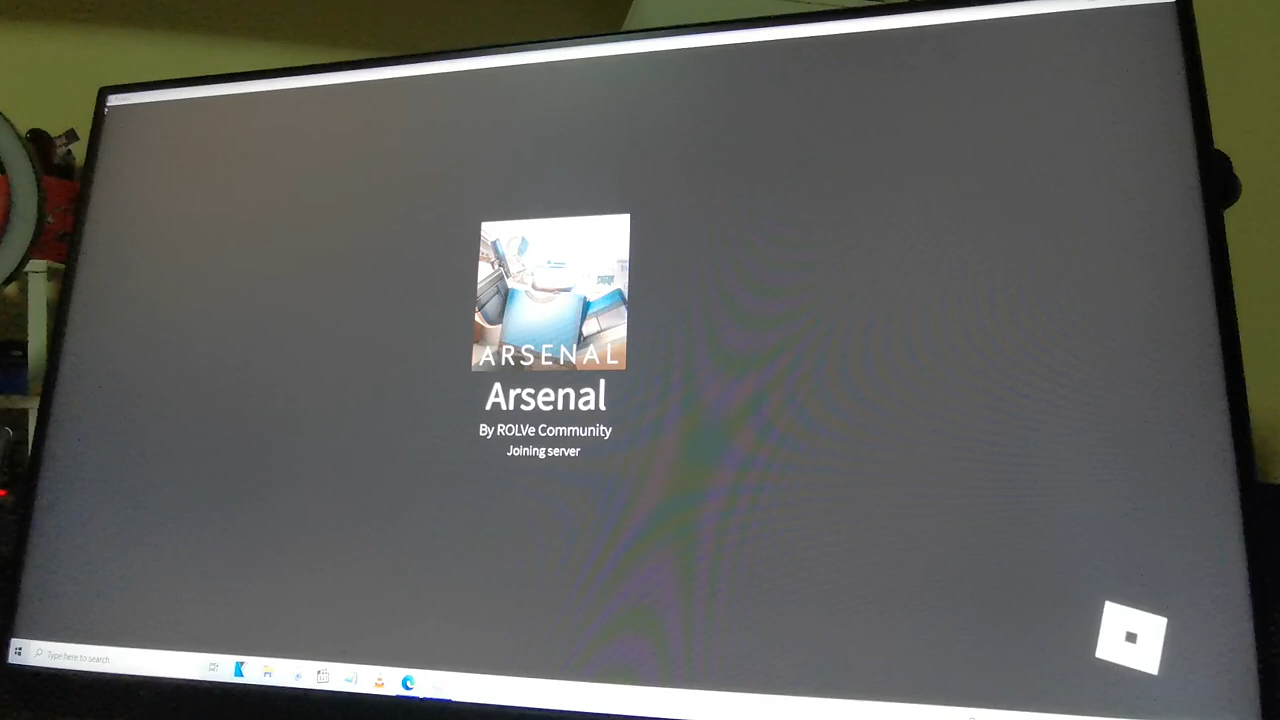 ARSENAL
Arsenal
By ROLVe Community
Joining server
Type here to search